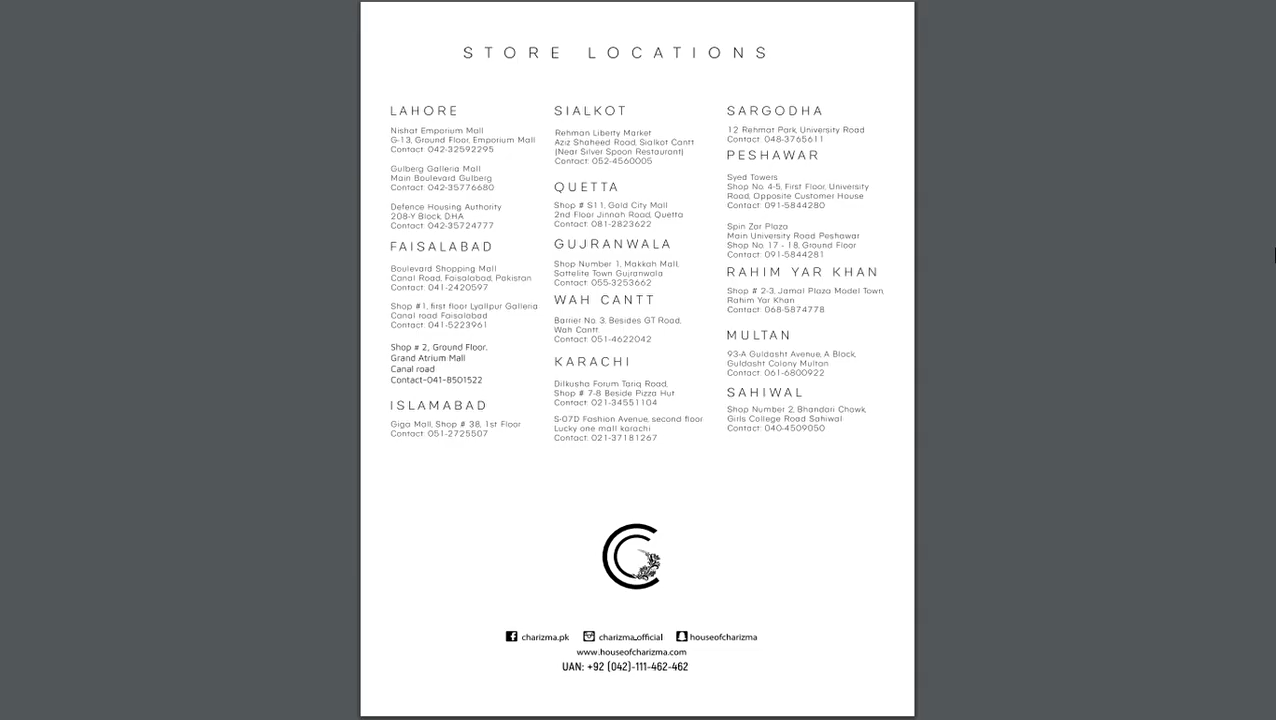 STORE LOCATIONS
LAHORE
Nishat Emporium Mall
G-13, Ground Floor, Emporium Mall
Contact: 042-32592295
Gulberg Galleria Mall
Main Boulevard Gulberg
Contact: 042-35776680
Defence Housing Authority
208-Y Block, D.HA
Contact: 042-35724777
FAISALABAD
Boulevard Shopping Mall
Canal Road, Faisalabad, Pakistan
Contact: 041-2420597
Shop #1, first floor Lyallpur Galleria
Canal road Faisalabad
Contact: 041-5223961
Shop # 2, Ground Floor.
Grand Atrium Mall
Canal road
Contact-041-8501522
ISLAMABAD
Giga Mall, Shop # 38, 1st Floor
Contact: 051-2725507
SIALKOT
Rehman Liberty Market
Aziz Shaheed Road, Sialkot Cantt
(Near Silver Spoon Restaurant)
Contact: 052-4560005
QUETTA
Shop # S11, Gold City Mall
2nd Floor Jinnah Road, Quetta
Contact: 081-2823622
GUJRANWALA
Shop Number 1, Makkah Mall,
Sattelite Town Gujranwala
Contact: 055-3253662
WAH CANTT
Barrier No. 3, Besides GT Road,
Wah Cantt.
Contact: 051-4622042
KARACHI
Dilkusha Forum Tariq Road,
Shop # 7-8 Beside Pizza Hut
Contact: 021-34551104
S-07D Fashion Avenue, second floor
Lucky one mall karachi
Contact: 021-37181267
SARGODHA
12 Rehmat Park, University Road
Contact: 048-3765611
PESHAWAR
Syed Towers
Shop No. 4-5, First Floor, University
Road, Opposite Customer House
Contact: 091-5844280
Spin Zar Plaza
Main University Road Peshawar
Shop No. 17 - 18, Ground Floor
Contact: 091-5844281
RAHIM YAR KHAN
Shop # 2-3, Jamal Plaza Model Town,
Rahim Yar Khan
Contact: 068-5874778
MULTAN
93-A Guldasht Avenue, A Block,
Guldasht Colony Multan
Contact: 061-6800922
SAHIWAL
Shop Number 2, Bhandari Chowk,
Girls College Road Sahiwal
Contact: 040-4509050
charizma.pk charizma_official houseofcharizma
www.houseofcharizma.com
UAN: +92 (042)-111-462-462